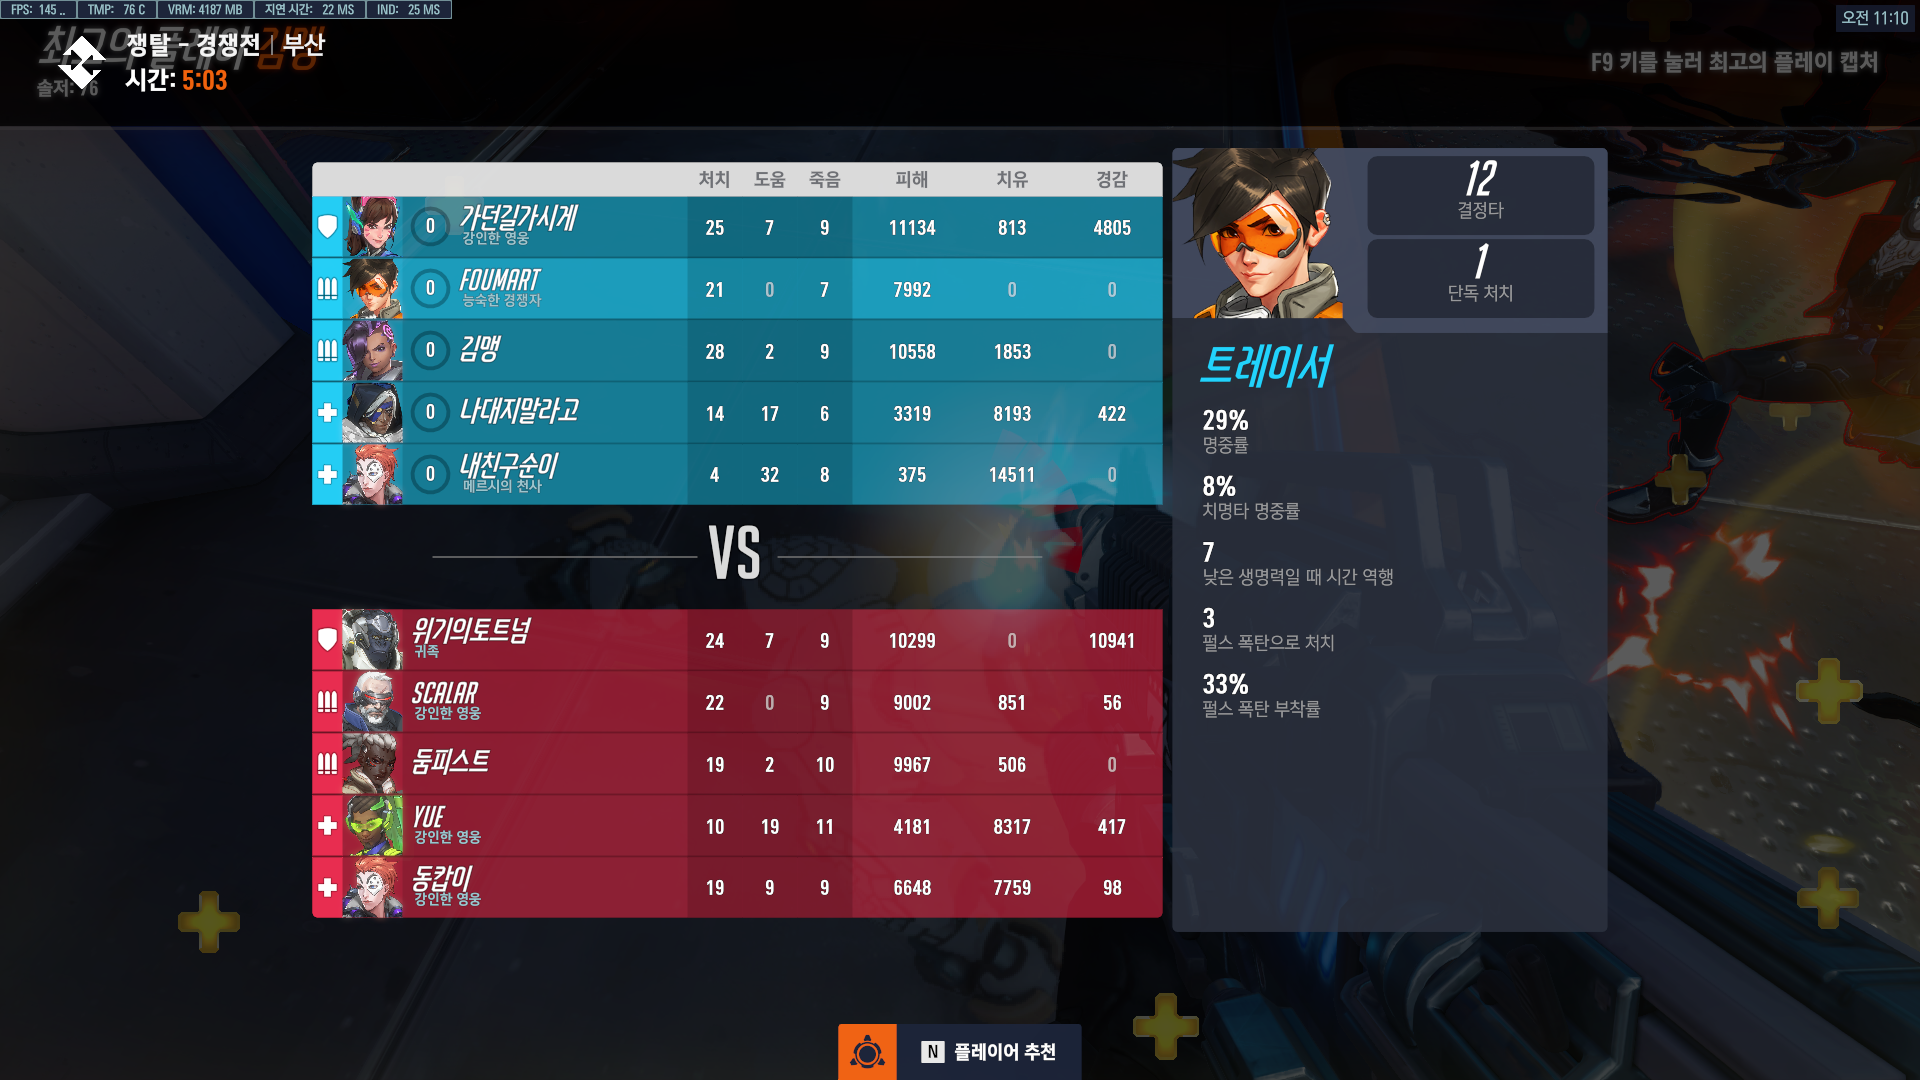 FPS: 145 ..  TMP: 76 C  VRM: 4187 MB  지연 시간: 22 MS  IND: 25 MS
오전 11:10
최고의 플레이 김맹
솔저: 76
쟁탈 - 경쟁전 | 부산
시간: 5:03
F9 키를 눌러 최고의 플레이 캡처
처치 도움 죽음 피해 치유 경감
0 가던길가시계 25 7 9 11134 813 4805
강인한 영웅
0 FOUMART 21 0 7 7992 0 0
능숙한 경쟁자
0 김맹 28 2 9 10558 1853 0
0 나대지말라고 14 17 6 3319 8193 422
0 내친구순이 4 32 8 375 14511 0
메르시의 천사
VS
위기의토트넘 24 7 9 10299 0 10941
귀족
SCALAR 22 0 9 9002 851 56
강인한 영웅
둠피스트 19 2 10 9967 506 0
YUE 10 19 11 4181 8317 417
강인한 영웅
동캅이 19 9 9 6648 7759 98
강인한 영웅
12
결정타
1
단독 처치
트레이서
29%
명중률
8%
치명타 명중률
7
낮은 생명력일 때 시간 역행
3
펄스 폭탄으로 처치
33%
펄스 폭탄 부착률
N 플레이어 추천